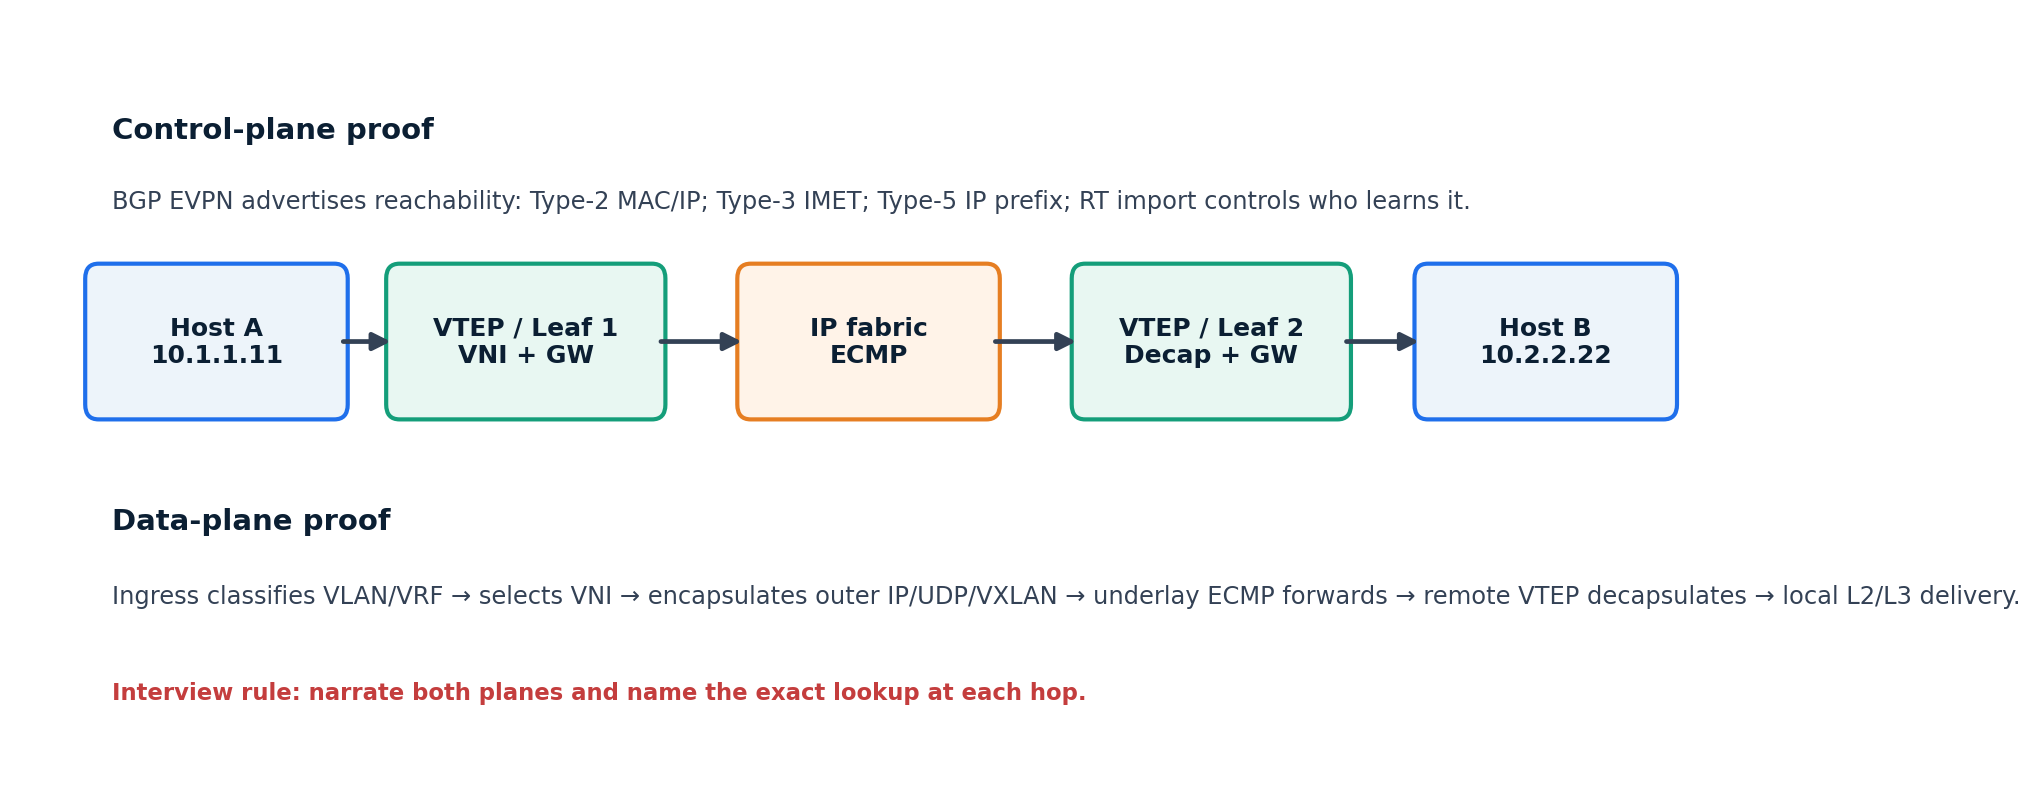 Control-plane proof
BGP EVPN advertises reachability: Type-2 MAC/IP; Type-3 IMET; Type-5 IP prefix; RT import controls who learns it.
Host A
10.1.1.11
VTEP / Leaf 1
VNI + GW
IP fabric
ECMP
VTEP / Leaf 2
Decap + GW
Host B
10.2.2.22
Data-plane proof
Ingress classifies VLAN/VRF → selects VNI → encapsulates outer IP/UDP/VXLAN → underlay ECMP forwards → remote VTEP decapsulates → local L2/L3 delivery.
Interview rule: narrate both planes and name the exact lookup at each hop.